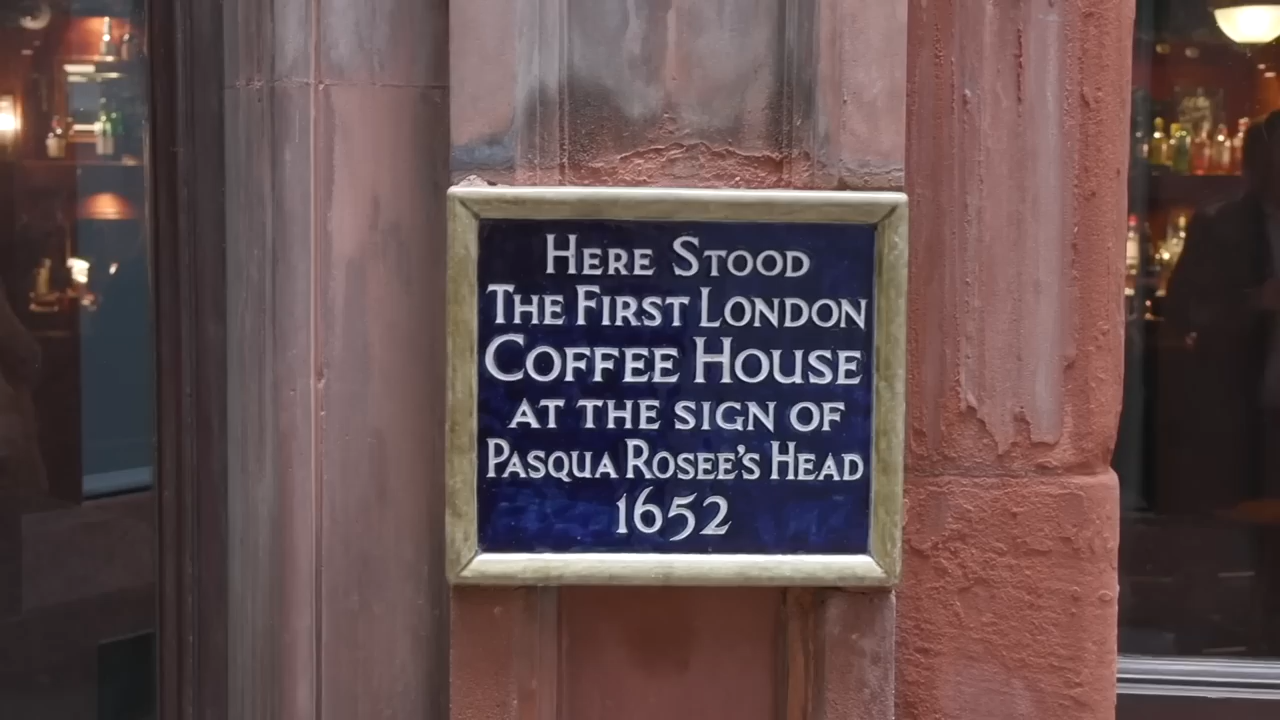 HERE STOOD
THE FIRST LONDON
COFFEE HOUSE
AT THE SIGN OF
PASQUA ROSEE'S HEAD
1652